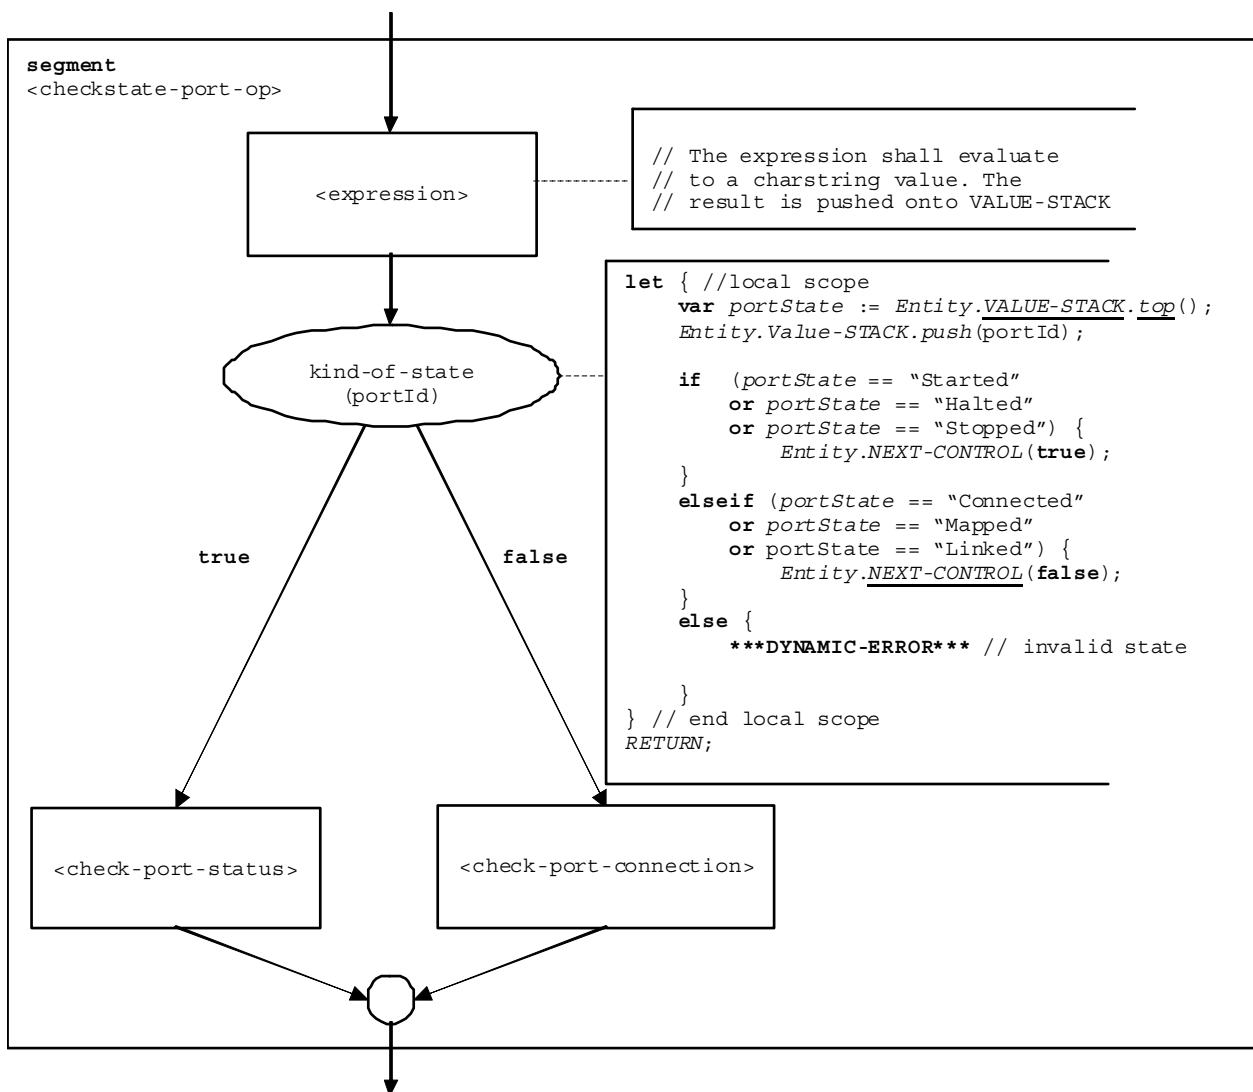 segment
<checkstate-port-op>
<expression>
// The expression shall evaluate
// to a charstring value. The
// result is pushed onto VALUE-STACK
kind-of-state
(portId)
let { //local scope
var portState := Entity.VALUE-STACK.top();
Entity.Value-STACK.push(portId);
if (portState == “Started”
or portState == “Halted”
or portState == “Stopped”) {
Entity.NEXT-CONTROL(true);
}
elseif (portState == “Connected”
or portState == “Mapped”
or portState == “Linked”) {
Entity.NEXT-CONTROL(false);
}
else {
***DYNAMIC-ERROR*** // invalid state
}
} // end local scope
RETURN;
true
false
<check-port-status>
<check-port-connection>